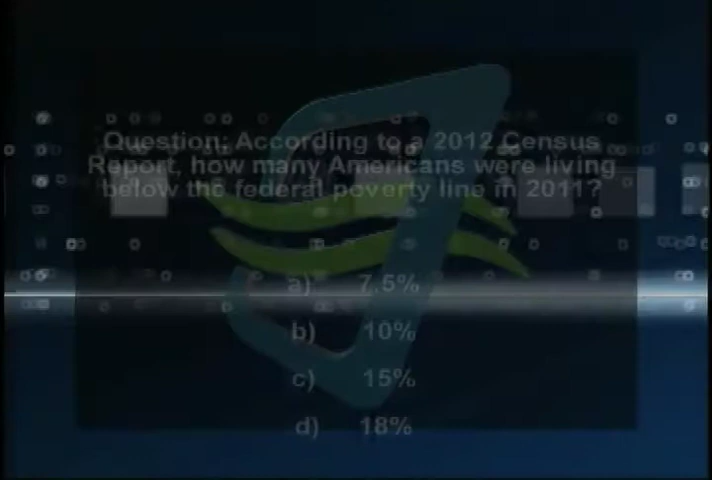 Question: According to a 2012 Census
Report, how many Americans were living
below the federal poverty line in 2011?
a) 7.5%
b) 10%
c) 15%
d) 18%